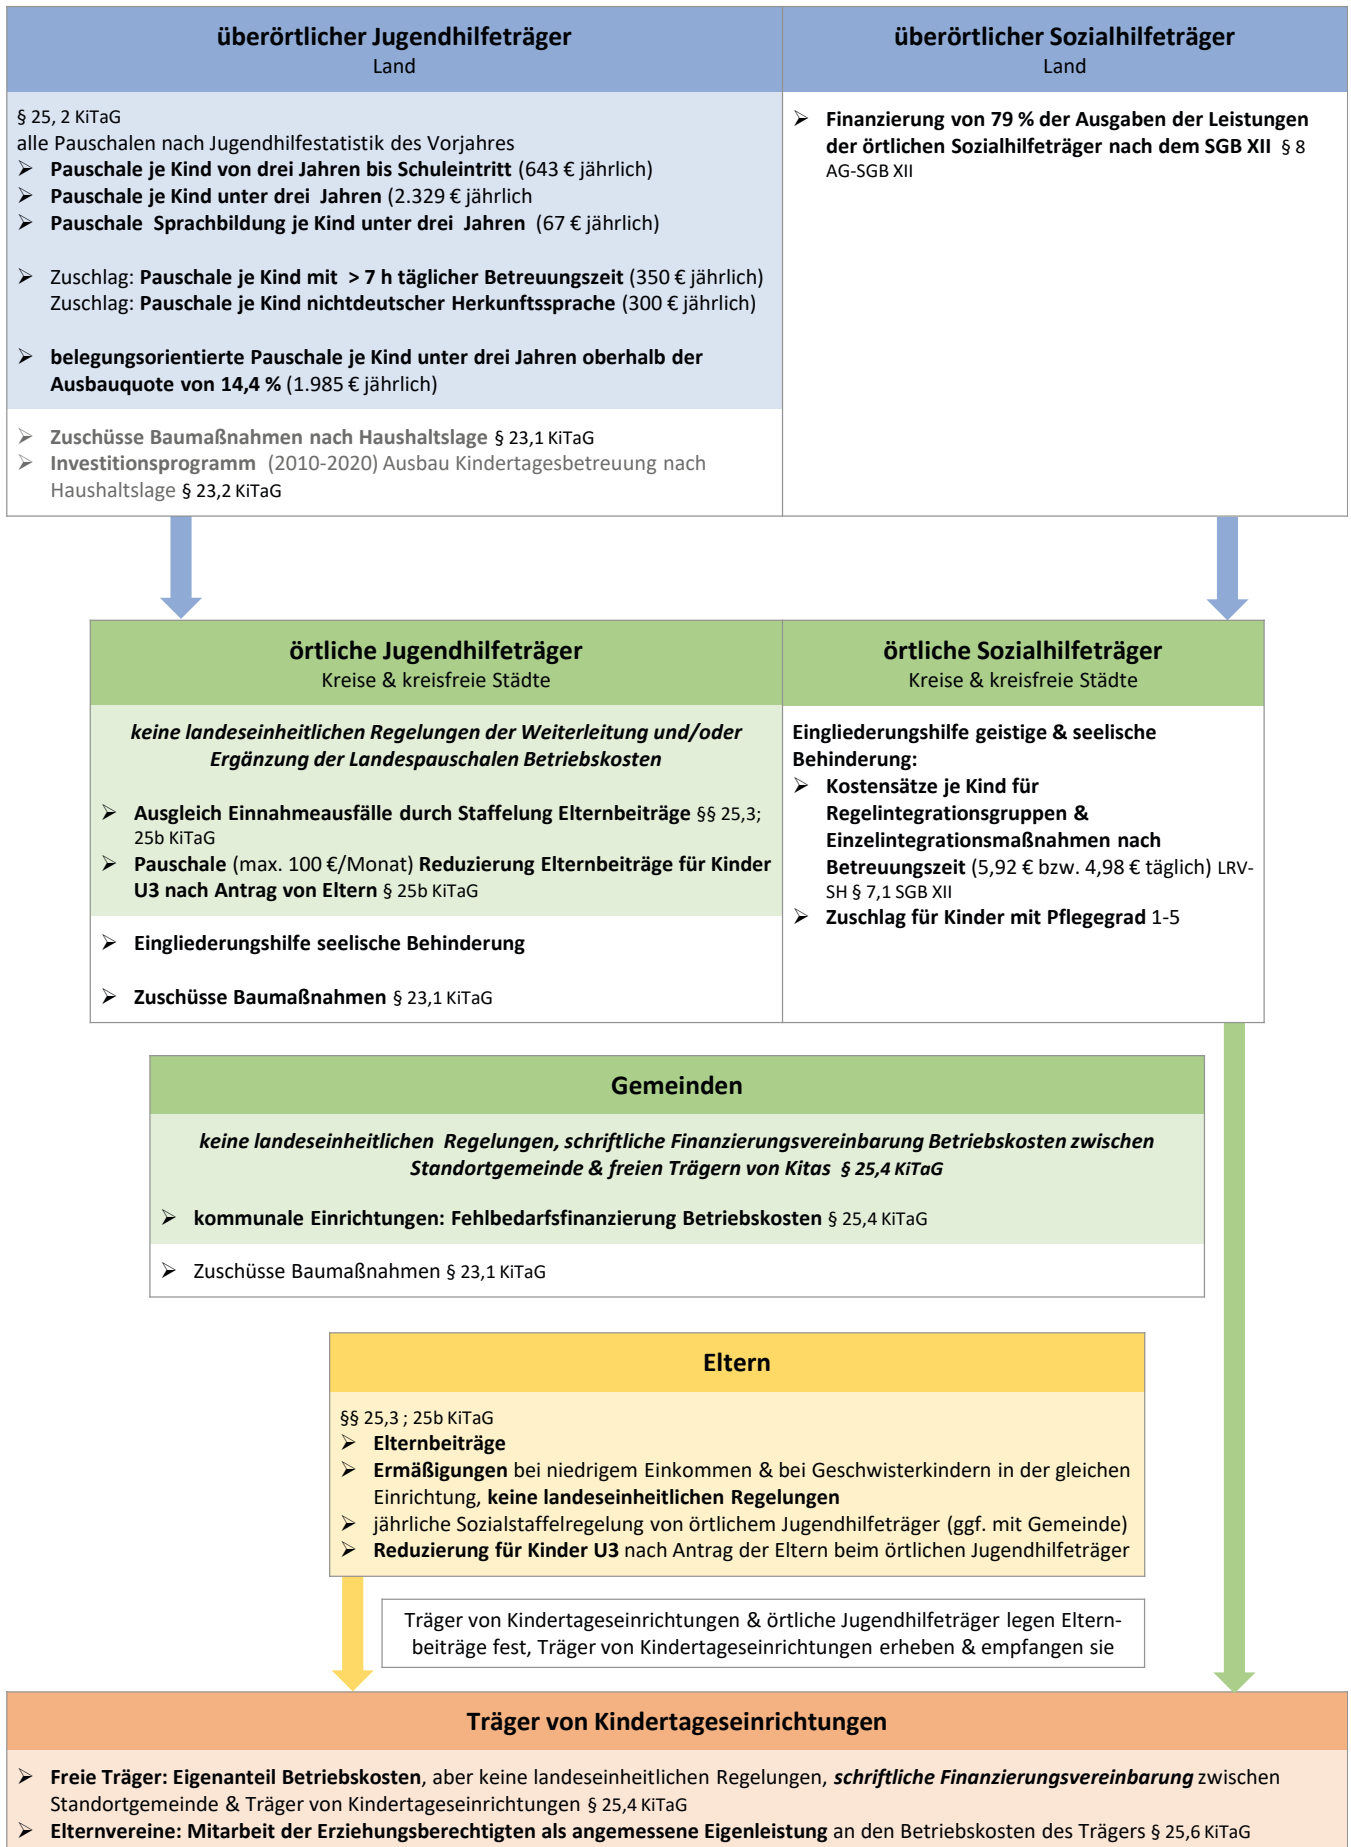 überörtlicher Jugendhilfeträger
Land
§ 25, 2 KiTaG
alle Pauschalen nach Jugendhilfestatistik des Vorjahres
➢ Pauschale je Kind von drei Jahren bis Schuleintritt (643 € jährlich)
➢ Pauschale je Kind unter drei Jahren (2.329 € jährlich
➢ Pauschale Sprachbildung je Kind unter drei Jahren (67 € jährlich)
➢ Zuschlag: Pauschale je Kind mit > 7 h täglicher Betreuungszeit (350 € jährlich)
Zuschlag: Pauschale je Kind nichtdeutscher Herkunftssprache (300 € jährlich)
➢ belegungsorientierte Pauschale je Kind unter drei Jahren oberhalb der
Ausbauquote von 14,4 % (1.985 € jährlich)
➢ Zuschüsse Baumaßnahmen nach Haushaltslage § 23,1 KiTaG
➢ Investitionsprogramm (2010-2020) Ausbau Kindertagesbetreuung nach
Haushaltslage § 23,2 KiTaG
überörtlicher Sozialhilfeträger
Land
➢ Finanzierung von 79 % der Ausgaben der Leistungen
der örtlichen Sozialhilfeträger nach dem SGB XII § 8
AG-SGB XII
örtliche Jugendhilfeträger
Kreise & kreisfreie Städte
keine landeseinheitlichen Regelungen der Weiterleitung und/oder
Ergänzung der Landespauschalen Betriebskosten
➢ Ausgleich Einnahmeausfälle durch Staffelung Elternbeiträge §§ 25,3;
25b KiTaG
➢ Pauschale (max. 100 €/Monat) Reduzierung Elternbeiträge für Kinder
U3 nach Antrag von Eltern § 25b KiTaG
➢ Eingliederungshilfe seelische Behinderung
➢ Zuschüsse Baumaßnahmen § 23,1 KiTaG
örtliche Sozialhilfeträger
Kreise & kreisfreie Städte
Eingliederungshilfe geistige & seelische
Behinderung:
➢ Kostensätze je Kind für
Regelintegrationsgruppen &
Einzelintegrationsmaßnahmen nach
Betreuungszeit (5,92 € bzw. 4,98 € täglich) LRV-
SH § 7,1 SGB XII
➢ Zuschlag für Kinder mit Pflegegrad 1-5
Gemeinden
keine landeseinheitlichen Regelungen, schriftliche Finanzierungsvereinbarung Betriebskosten zwischen
Standortgemeinde & freien Trägern von Kitas § 25,4 KiTaG
➢ kommunale Einrichtungen: Fehlbedarfsfinanzierung Betriebskosten § 25,4 KiTaG
➢ Zuschüsse Baumaßnahmen § 23,1 KiTaG
Eltern
§§ 25,3 ; 25b KiTaG
➢ Elternbeiträge
➢ Ermäßigungen bei niedrigem Einkommen & bei Geschwisterkindern in der gleichen
Einrichtung, keine landeseinheitlichen Regelungen
➢ jährliche Sozialstaffelregelung von örtlichem Jugendhilfeträger (ggf. mit Gemeinde)
➢ Reduzierung für Kinder U3 nach Antrag der Eltern beim örtlichen Jugendhilfeträger
Träger von Kindertageseinrichtungen & örtliche Jugendhilfeträger legen Eltern-
beiträge fest, Träger von Kindertageseinrichtungen erheben & empfangen sie
Träger von Kindertageseinrichtungen
➢ Freie Träger: Eigenanteil Betriebskosten, aber keine landeseinheitlichen Regelungen, schriftliche Finanzierungsvereinbarung zwischen
Standortgemeinde & Träger von Kindertageseinrichtungen § 25,4 KiTaG
➢ Elternvereine: Mitarbeit der Erziehungsberechtigten als angemessene Eigenleistung an den Betriebskosten des Trägers § 25,6 KiTaG